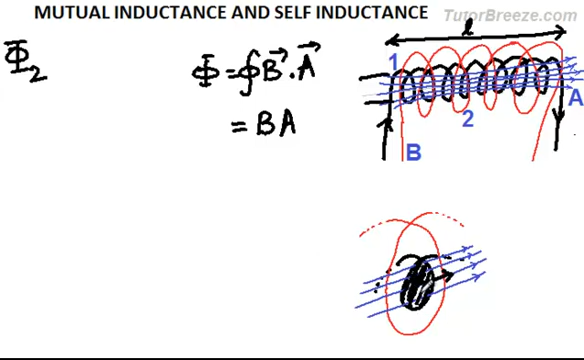 MUTUAL INDUCTANCE AND SELF INDUCTANCE
TutorBreeze.com
Φ₂
Φ = ∮B⃗.A⃗
= BA
l
1
A
2
B